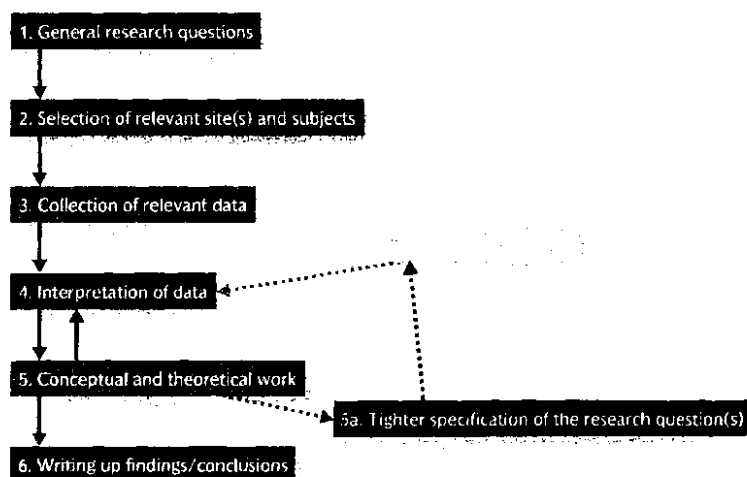 1. General research questions
2. Selection of relevant site(s) and subjects
3. Collection of relevant data
4. Interpretation of data
5. Conceptual and theoretical work
5a. Tighter specification of the research question(s)
6. Writing up findings/conclusions